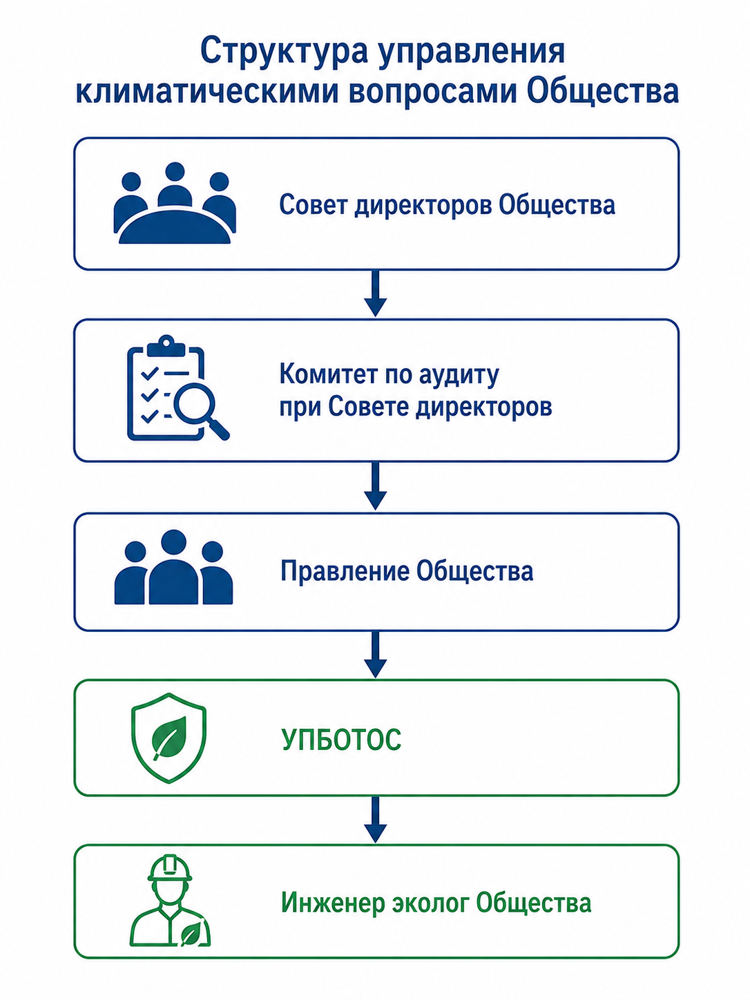 Структура управления
климатическими вопросами Общества
Совет директоров Общества
Комитет по аудиту
при Совете директоров
Правление Общества
УПБОТОС
Инженер эколог Общества